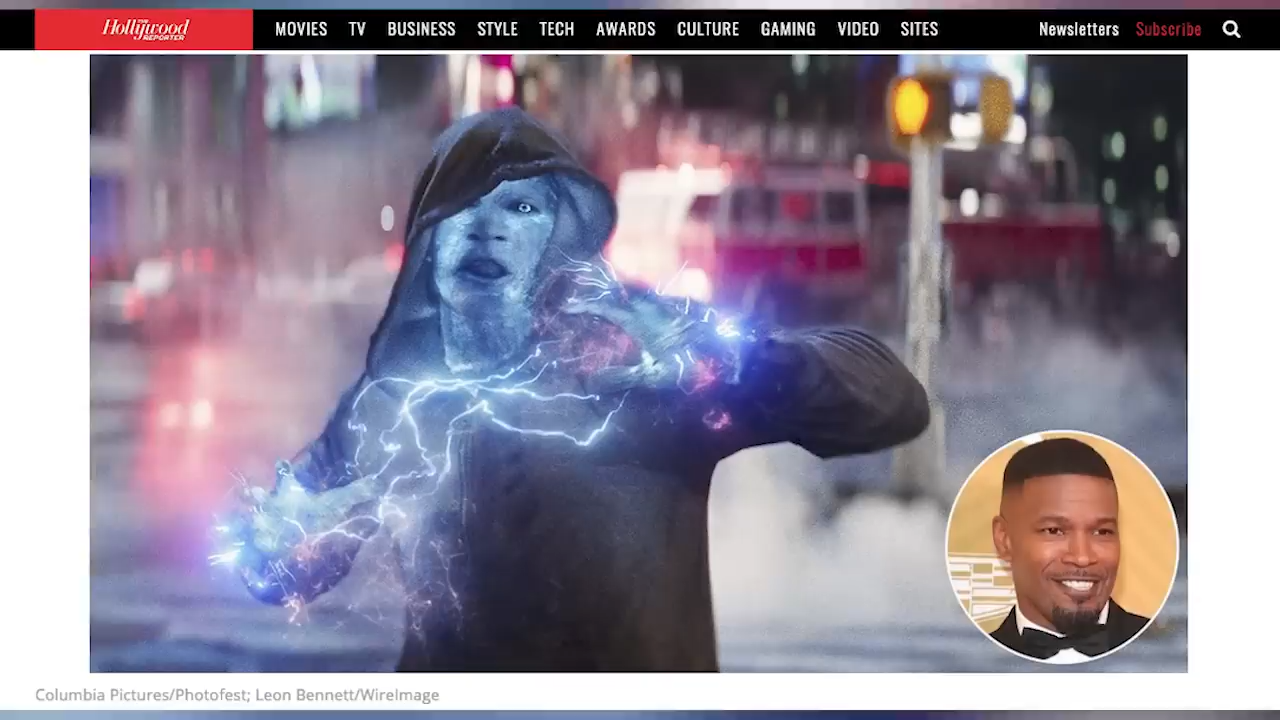 The Hollywood REPORTER
MOVIES TV BUSINESS STYLE TECH AWARDS CULTURE GAMING VIDEO SITES Newsletters Subscribe
Columbia Pictures/Photofest; Leon Bennett/WireImage